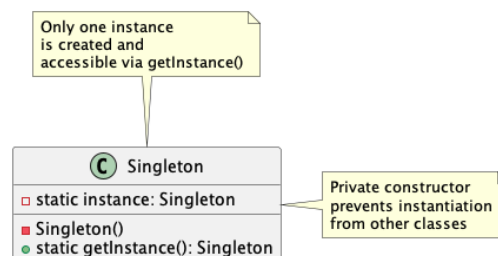 Only one instance
is created and
accessible via getInstance()
C Singleton
static instance: Singleton
Singleton()
static getInstance(): Singleton
Private constructor
prevents instantiation
from other classes